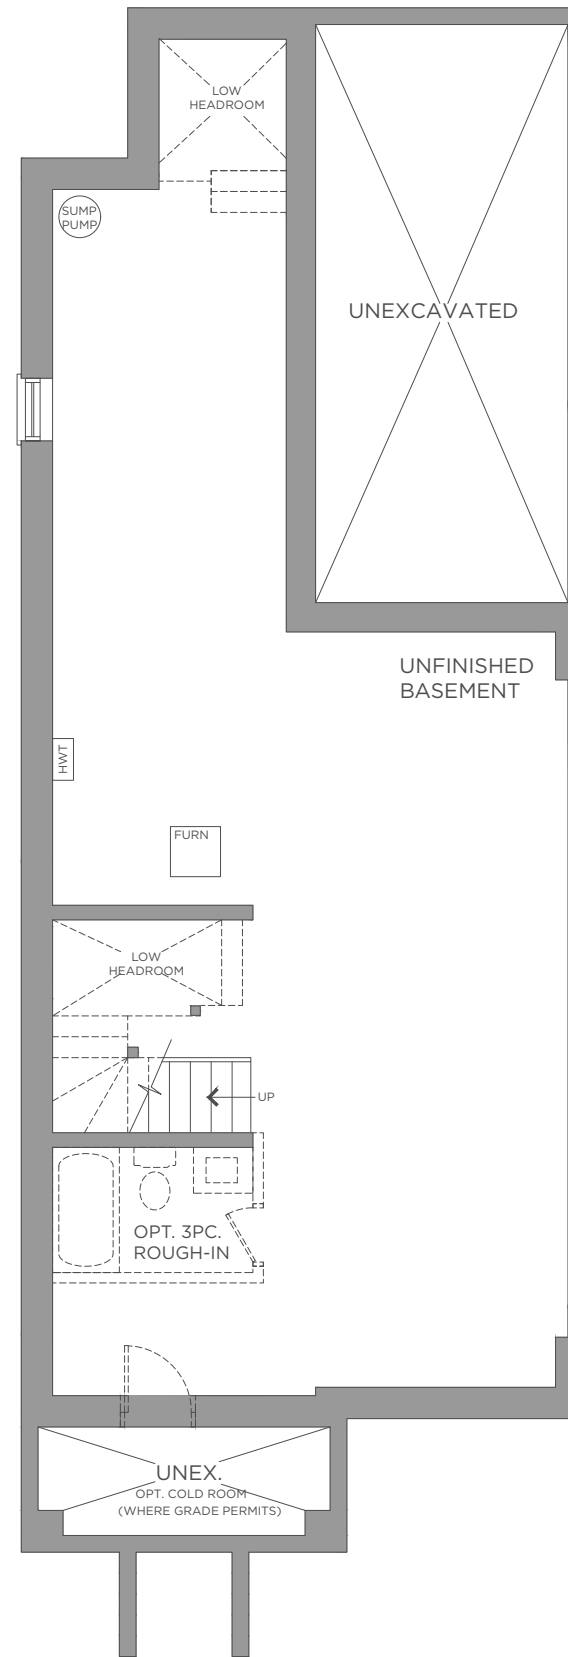 LOW
HEADROOM
SUMP
PUMP
UNEXCAVATED
UNFINISHED
BASEMENT
HWT
FURN
LOW
HEADROOM
UP
OPT. 3PC.
ROUGH-IN
UNEX.
OPT. COLD ROOM
(WHERE GRADE PERMITS)